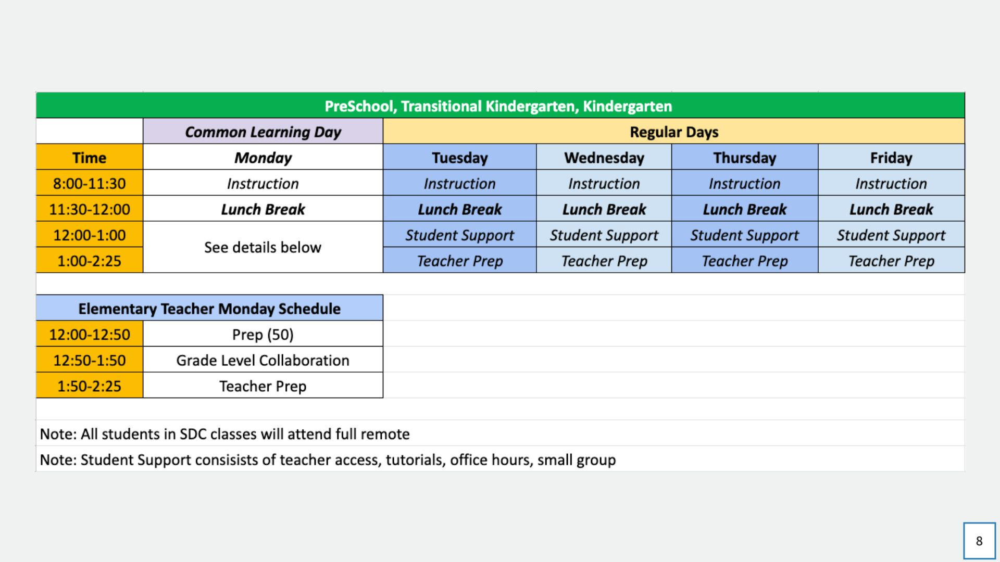 PreSchool, Transitional Kindergarten, Kindergarten
Common Learning Day Regular Days
Time Monday Tuesday Wednesday Thursday Friday
8:00-11:30 Instruction Instruction Instruction Instruction Instruction
11:30-12:00 Lunch Break Lunch Break Lunch Break Lunch Break Lunch Break
12:00-1:00 See details below Student Support Student Support Student Support Student Support
1:00-2:25 Teacher Prep Teacher Prep Teacher Prep Teacher Prep
Elementary Teacher Monday Schedule
12:00-12:50 Prep (50)
12:50-1:50 Grade Level Collaboration
1:50-2:25 Teacher Prep
Note: All students in SDC classes will attend full remote
Note: Student Support consisists of teacher access, tutorials, office hours, small group
8